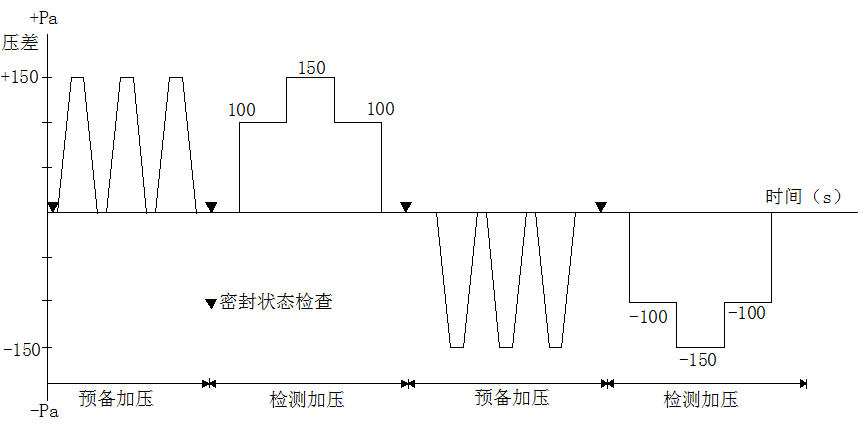 +Pa
压差
+150
100
150
100
时间（s）
▼密封状态检查
-100
-150
-100
-150
预备加压
检测加压
预备加压
检测加压
-Pa